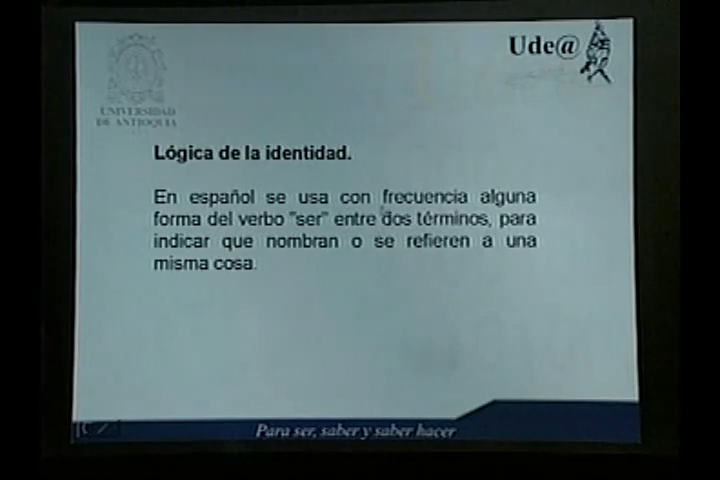 Ude@
UNIVERSIDAD
DE ANTIOQUIA
Lógica de la identidad.
En español se usa con frecuencia alguna
forma del verbo "ser" entre dos términos, para
indicar que nombran o se refieren a una
misma cosa.
Para ser, saber y saber hacer